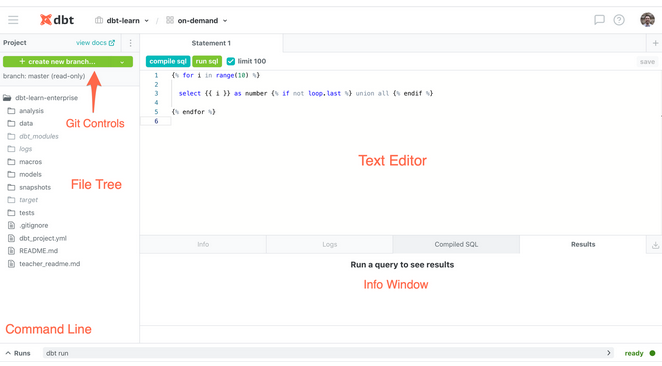 dbt dbt-learn / on-demand
Project view docs
Statement 1
+ create new branch...
branch: master (read-only)
compile sql run sql limit 100 save
dbt-learn-enterprise
analysis
data
dbt_modules
logs
macros
models
snapshots
target
tests
.gitignore
dbt_project.yml
README.md
teacher_readme.md
Git Controls
File Tree
Command Line
1 {% for i in range(10) %}
2
3 select {{ i }} as number {% if not loop.last %} union all {% endif %}
4
5 {% endfor %}
6
Text Editor
Info Logs Compiled SQL Results
Run a query to see results
Info Window
Runs dbt run > ready